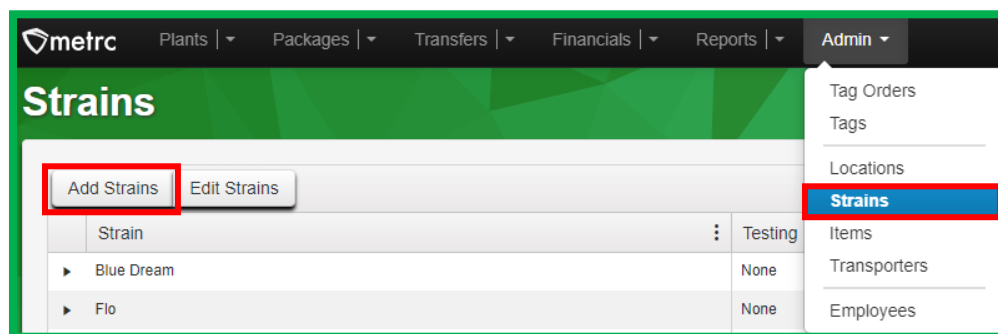 metrc Plants Packages Transfers Financials Reports Admin
Strains
Tag Orders
Tags
Locations
Strains
Items
Transporters
Employees
Add Strains Edit Strains
Strain Testing
Blue Dream None
Flo None